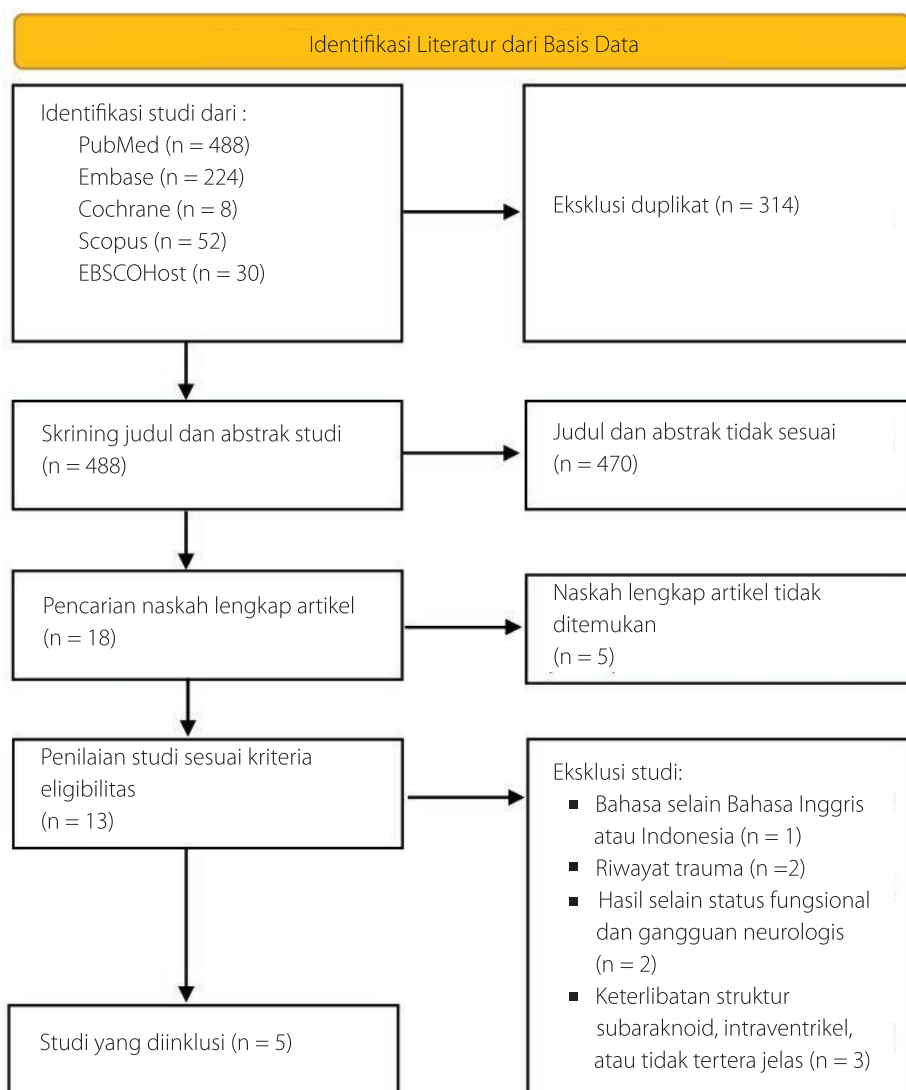 Identifikasi Literatur dari Basis Data
Identifikasi studi dari :
PubMed (n = 488)
Embase (n = 224)
Cochrane (n = 8)
Scopus (n = 52)
EBSCOHost (n = 30)
Eksklusi duplikat (n = 314)
Skrining judul dan abstrak studi
(n = 488)
Judul dan abstrak tidak sesuai
(n = 470)
Pencarian naskah lengkap artikel
(n = 18)
Naskah lengkap artikel tidak
ditemukan
(n = 5)
Penilaian studi sesuai kriteria
eligibilitas
(n = 13)
Eksklusi studi:
▪ Bahasa selain Bahasa Inggris
atau Indonesia (n = 1)
▪ Riwayat trauma (n =2)
▪ Hasil selain status fungsional
dan gangguan neurologis
(n = 2)
▪ Keterlibatan struktur
subaraknoid, intraventrikel,
atau tidak tertera jelas (n = 3)
Studi yang diinklusi (n = 5)